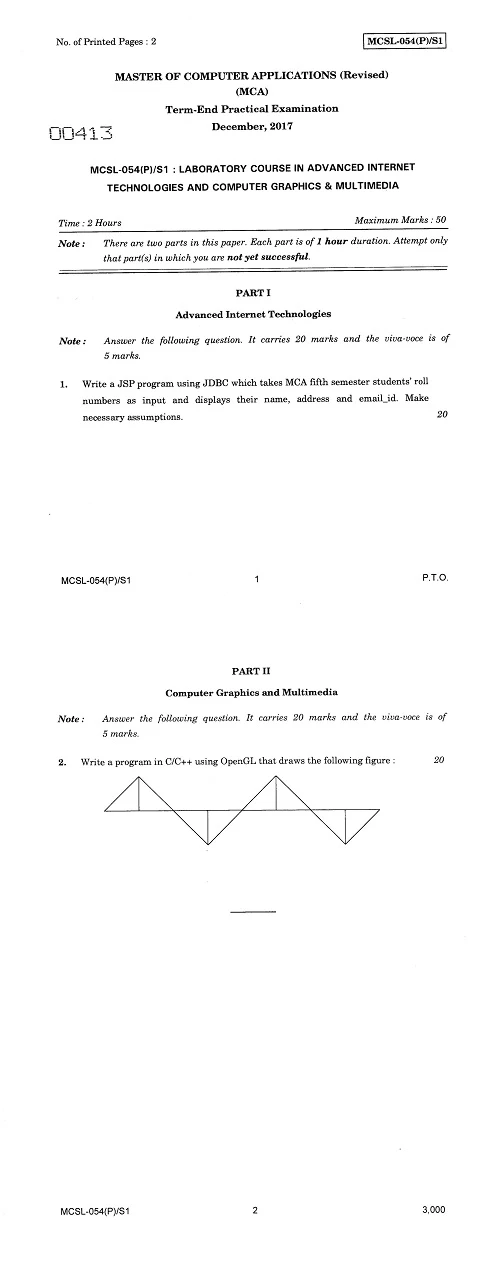 No. of Printed Pages : 2
MCSL-054(P)/S1
MASTER OF COMPUTER APPLICATIONS (Revised)
(MCA)
Term-End Practical Examination
00413
December, 2017
MCSL-054(P)/S1 : LABORATORY COURSE IN ADVANCED INTERNET
TECHNOLOGIES AND COMPUTER GRAPHICS & MULTIMEDIA
Time : 2 Hours
Maximum Marks : 50
Note : There are two parts in this paper. Each part is of 1 hour duration. Attempt only
that part(s) in which you are not yet successful.
PART I
Advanced Internet Technologies
Note : Answer the following question. It carries 20 marks and the viva-voce is of
5 marks.
1. Write a JSP program using JDBC which takes MCA fifth semester students' roll
numbers as input and displays their name, address and email_id. Make
necessary assumptions. 20
MCSL-054(P)/S1 1 P.T.O.
PART II
Computer Graphics and Multimedia
Note : Answer the following question. It carries 20 marks and the viva-voce is of
5 marks.
2. Write a program in C/C++ using OpenGL that draws the following figure : 20
MCSL-054(P)/S1 2 3,000